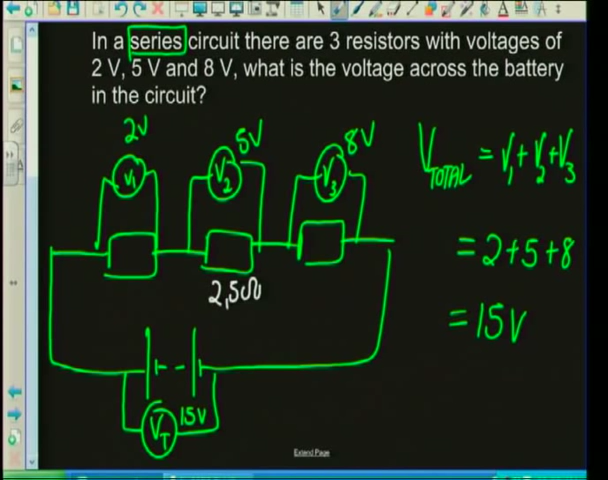 In a series circuit there are 3 resistors with voltages of
2 V, 5 V and 8 V, what is the voltage across the battery
in the circuit?
2V
5V
8V
V1
V2
V3
VTOTAL = V1 + V2 + V3
= 2+5+8
= 15V
2,5Ω
15V
VT
Extend Page